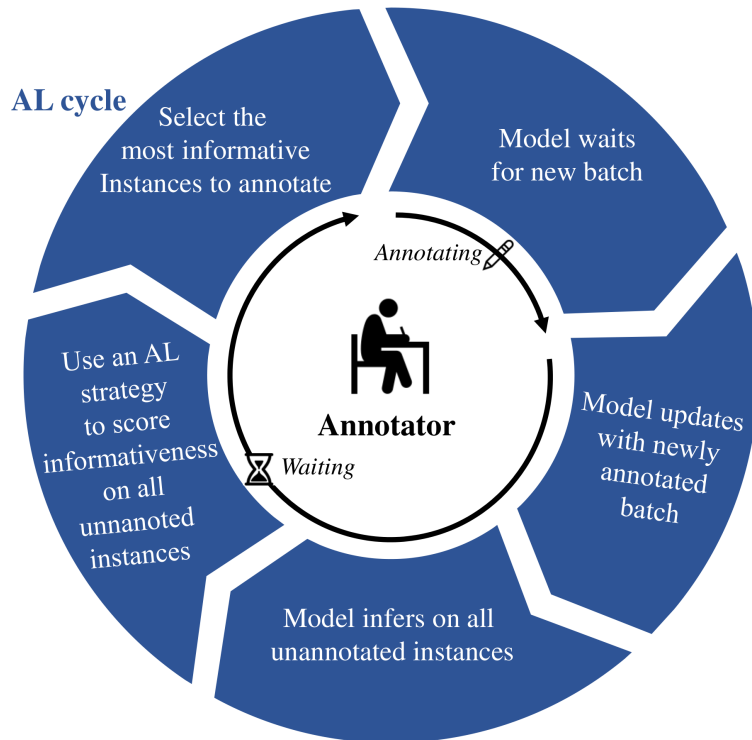 AL cycle
Select the
most informative
Instances to annotate
Model waits
for new batch
Model updates
with newly
annotated
batch
Model infers on all
unannotated instances
Use an AL
strategy
to score
informativeness
on all
unnanoted
instances
Annotating
Annotator
Waiting